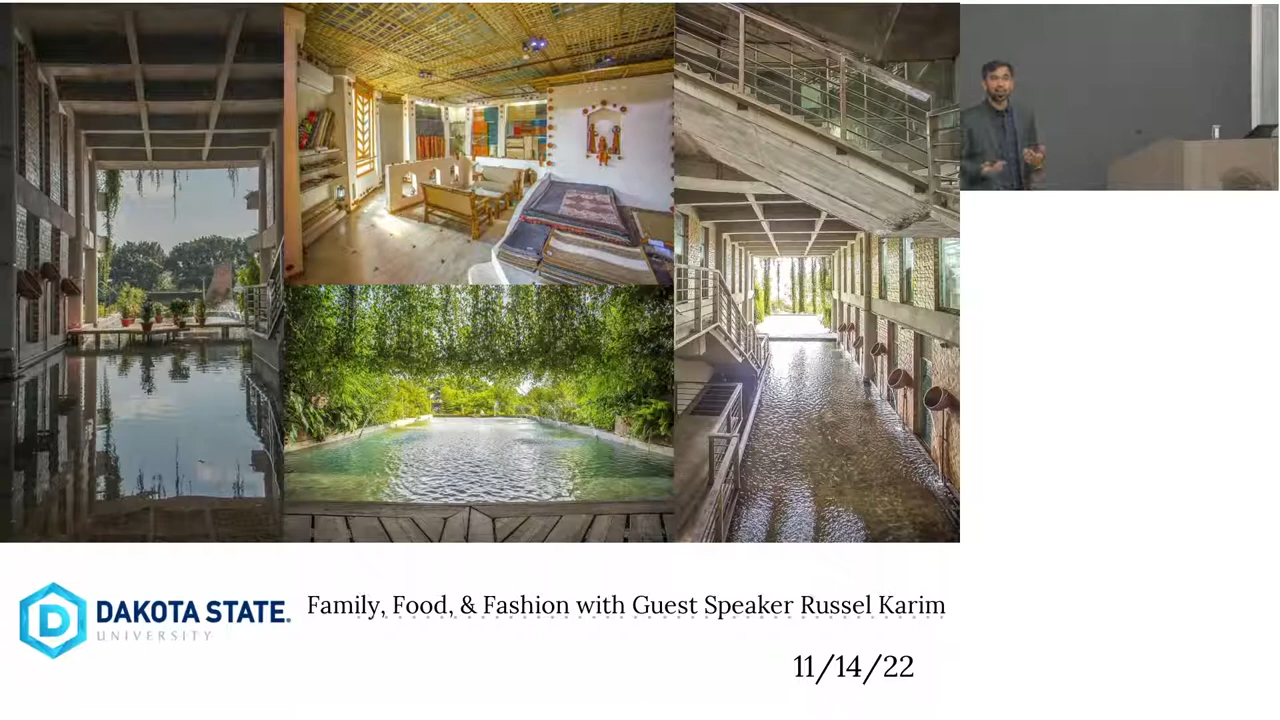 DAKOTA STATE.
UNIVERSITY
Family, Food, & Fashion with Guest Speaker Russel Karim
11/14/22